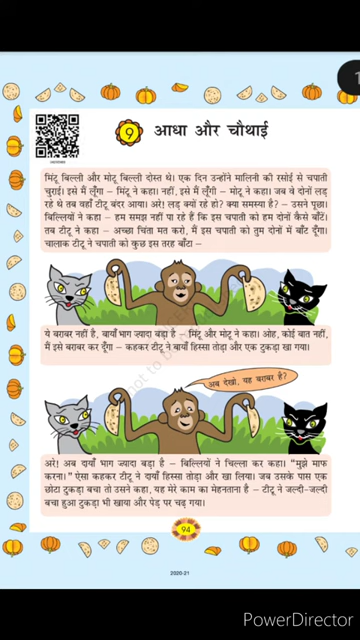 1
9
आधा और चौथाई
मिंटू बिल्ली और मोटू बिल्ली दोस्त थे। एक दिन उन्होंने मालिनी की रसोई से चपाती
चुराई। इसे मैं लूँगा – मिंटू ने कहा। नहीं, इसे मैं लूँगी – मोटू ने कहा। जब वे दोनों लड़
रहे थे तब वहाँ टीटू बंदर आया। अरे! लड़ क्यों रहे हो? क्या समस्या है? – उसने पूछा।
बिल्लियों ने कहा – हम समझ नहीं पा रहे हैं कि इस चपाती को हम दोनों कैसे बाँटें।
तब टीटू ने कहा – अच्छा चिंता मत करो, मैं इस चपाती को तुम दोनों में बाँट दूँगा।
चालाक टीटू ने चपाती को कुछ इस तरह बाँटा –
ये बराबर नहीं है, बायाँ भाग ज़्यादा बड़ा है – मिंटू और मोटू ने कहा। ओह, कोई बात नहीं,
मैं इसे बराबर कर दूँगा – कहकर टीटू ने बायाँ हिस्सा तोड़ा और एक टुकड़ा खा गया।
अब देखो, यह बराबर है?
अरे! अब दायाँ भाग ज़्यादा बड़ा है – बिल्लियों ने चिल्ला कर कहा। "मुझे माफ़
करना।" ऐसा कहकर टीटू ने दायाँ हिस्सा तोड़ा और खा लिया। जब उसके पास एक
छोटा टुकड़ा बचा तो उसने कहा, यह मेरे काम का मेहनताना है – टीटू ने जल्दी-जल्दी
बचा हुआ टुकड़ा भी खाया और पेड़ पर चढ़ गया।
94
2020-21
PowerDirector